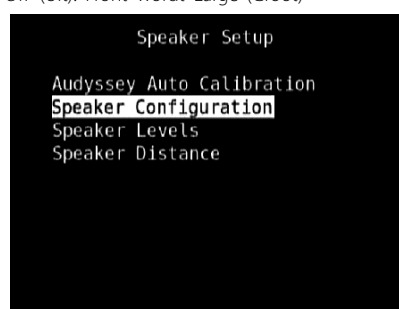 Speaker Setup
Audyssey Auto Calibration
Speaker Configuration
Speaker Levels
Speaker Distance